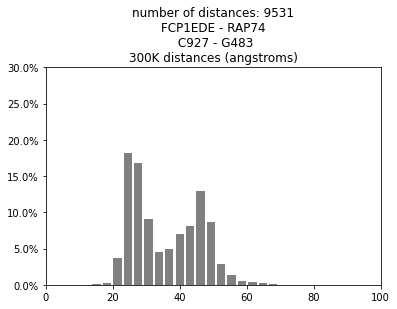 number of distances: 9531
FCP1EDE - RAP74
C927 - G483
300K distances (angstroms)
30.0%
25.0%
20.0%
15.0%
10.0%
5.0%
0.0%
0 20 40 60 80 100